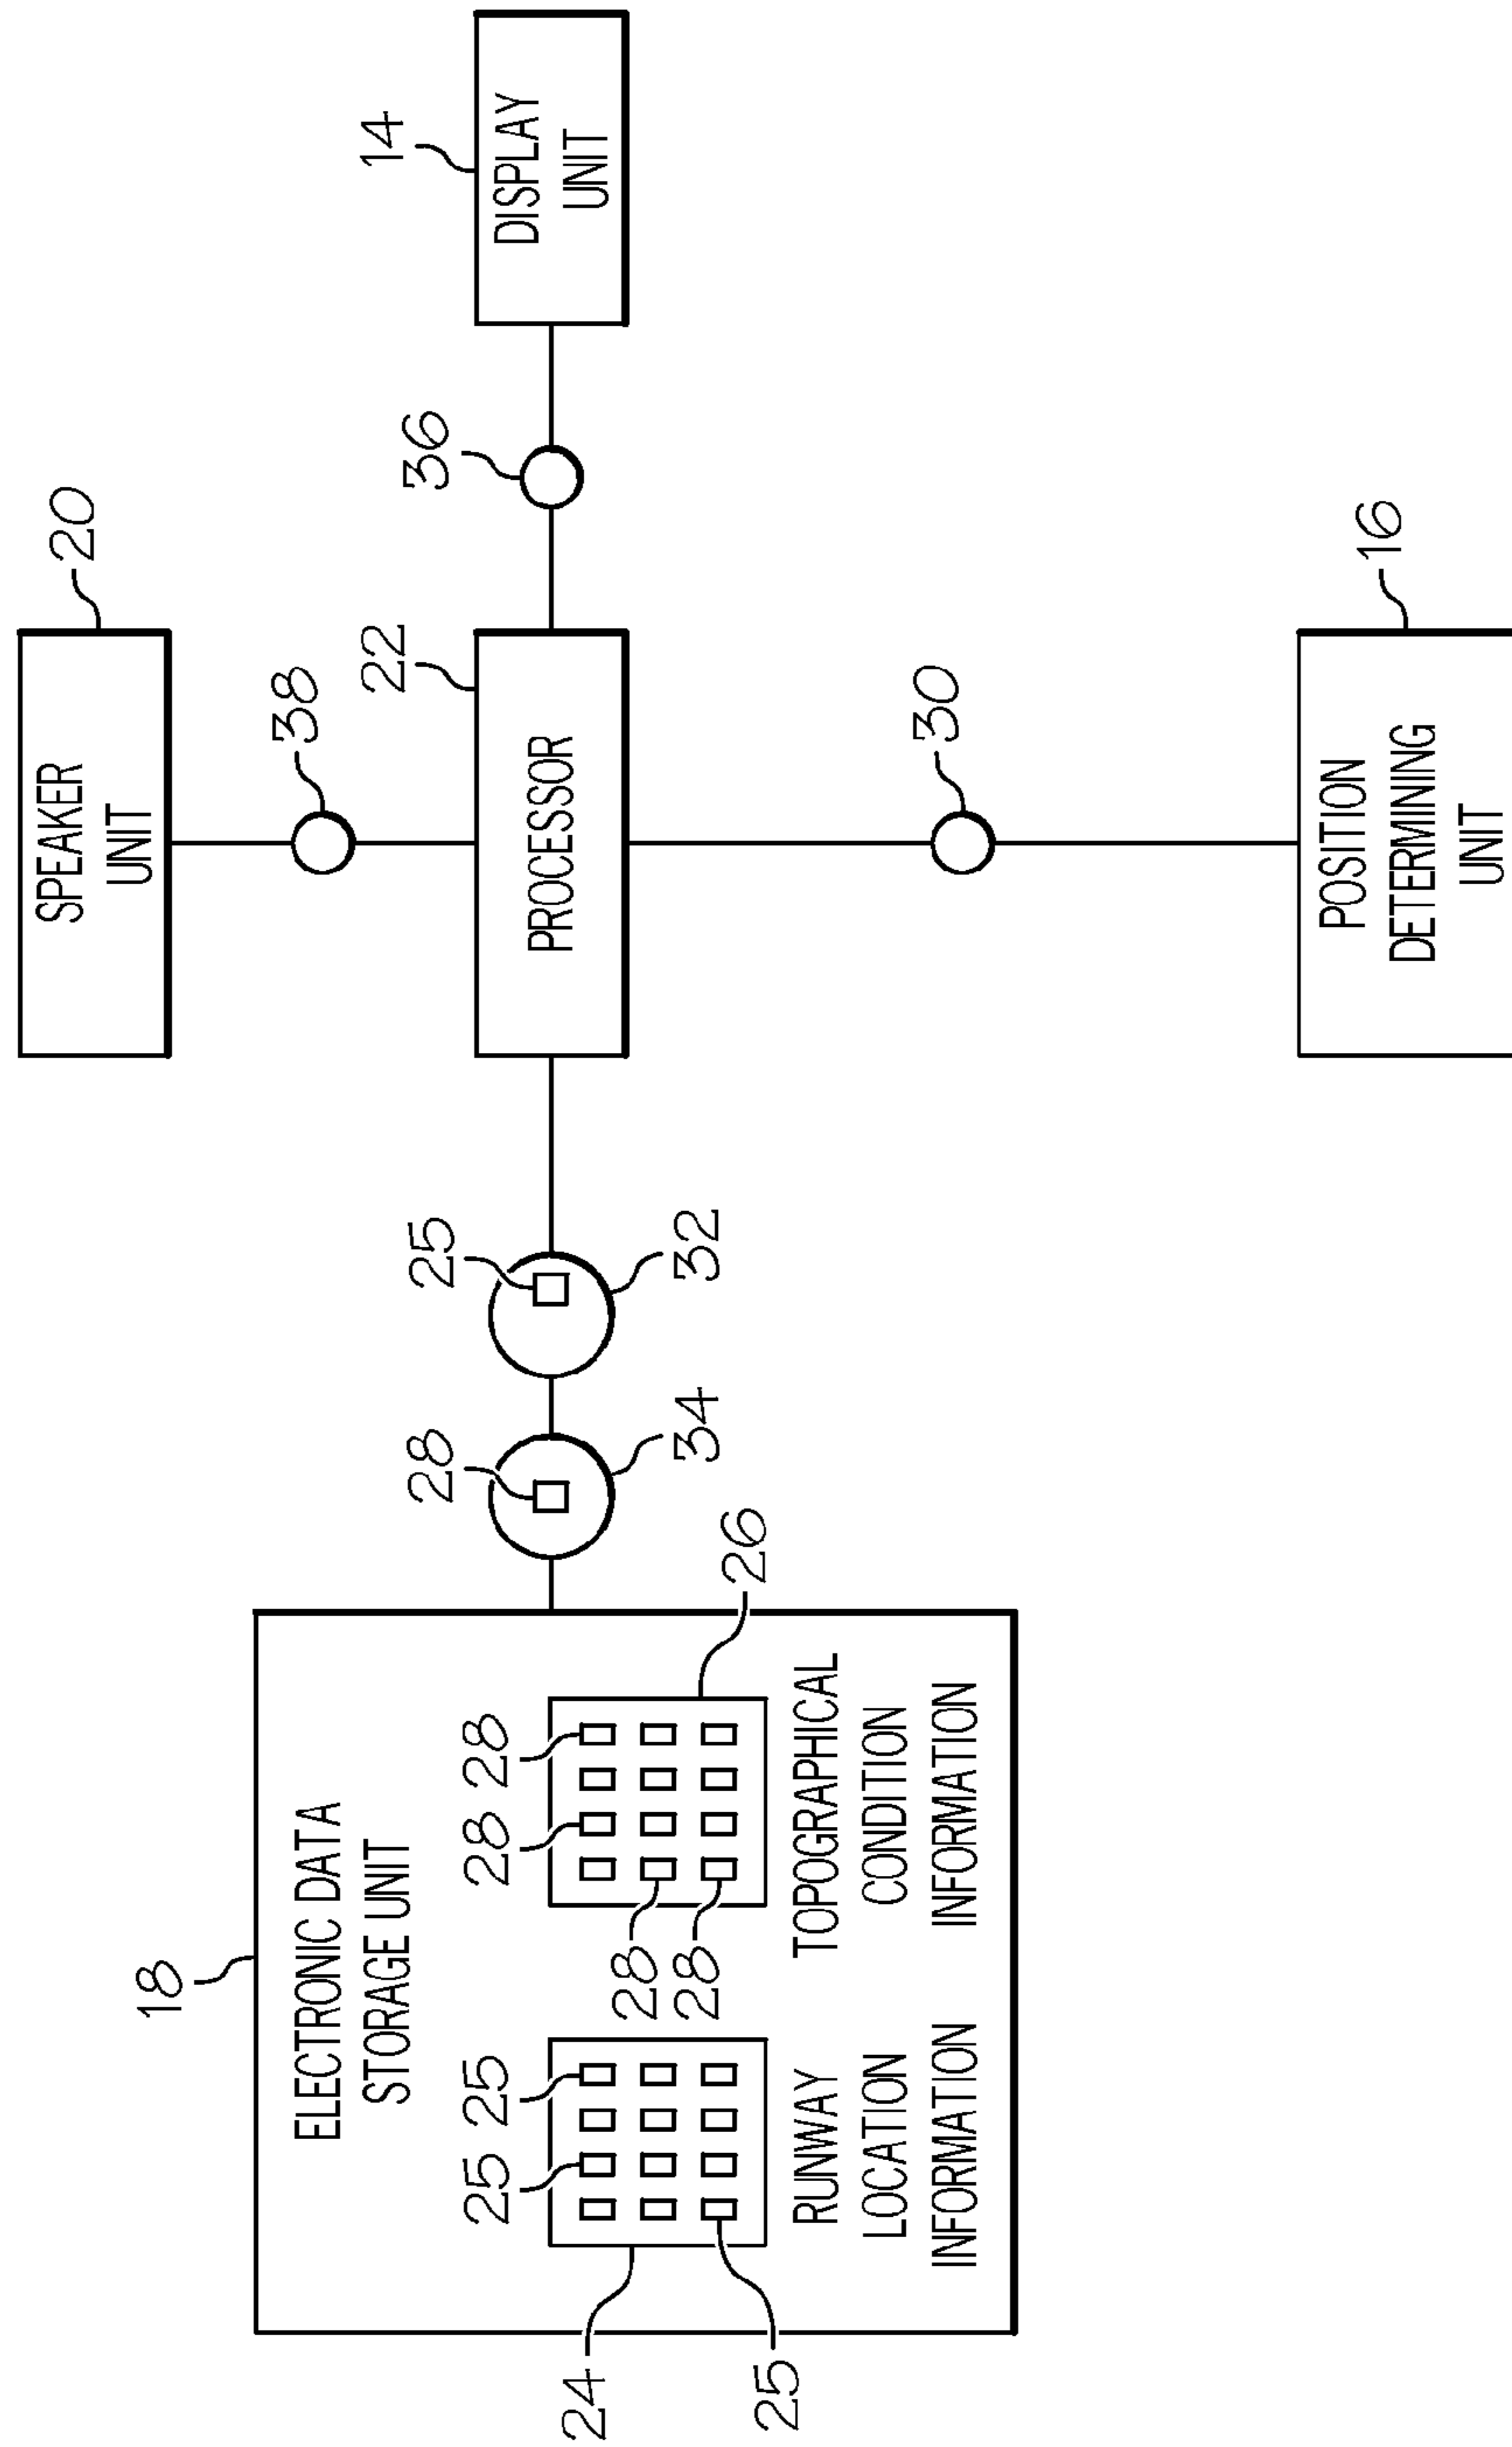 18
ELECTRONIC DATA
STORAGE UNIT
25
25
28
28
24
25
28
28
26
RUNWAY
LOCATION
INFORMATION
TOPOGRAPHICAL
CONDITION
INFORMATION
28
34
25
32
SPEAKER
UNIT
20
38
22
PROCESSOR
36
14
DISPLAY
UNIT
30
16
POSITION
DETERMINING
UNIT